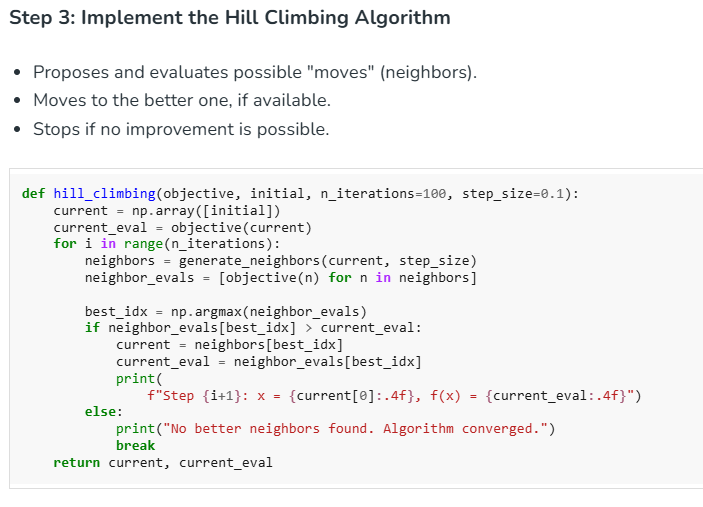 Step 3: Implement the Hill Climbing Algorithm
• Proposes and evaluates possible "moves" (neighbors).
• Moves to the better one, if available.
• Stops if no improvement is possible.
def hill_climbing(objective, initial, n_iterations=100, step_size=0.1):
    current = np.array([initial])
    current_eval = objective(current)
    for i in range(n_iterations):
        neighbors = generate_neighbors(current, step_size)
        neighbor_evals = [objective(n) for n in neighbors]

        best_idx = np.argmax(neighbor_evals)
        if neighbor_evals[best_idx] > current_eval:
            current = neighbors[best_idx]
            current_eval = neighbor_evals[best_idx]
            print(
                f"Step {i+1}: x = {current[0]:.4f}, f(x) = {current_eval:.4f}")
        else:
            print("No better neighbors found. Algorithm converged.")
            break
    return current, current_eval